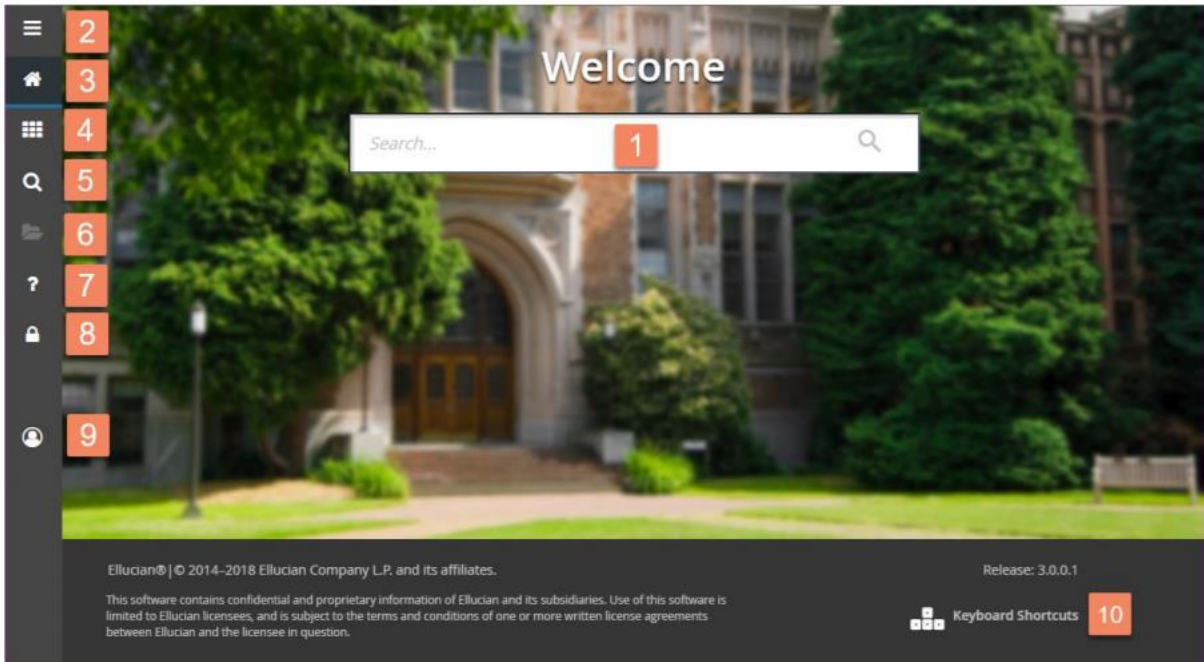 2
Welcome
3
4
Search... 1
5
6
? 7
8
9
Ellucian®|© 2014–2018 Ellucian Company L.P. and its affiliates.
Release: 3.0.0.1
This software contains confidential and proprietary information of Ellucian and its subsidiaries. Use of this software is
limited to Ellucian licensees, and is subject to the terms and conditions of one or more written license agreements
between Ellucian and the licensee in question.
Keyboard Shortcuts 10